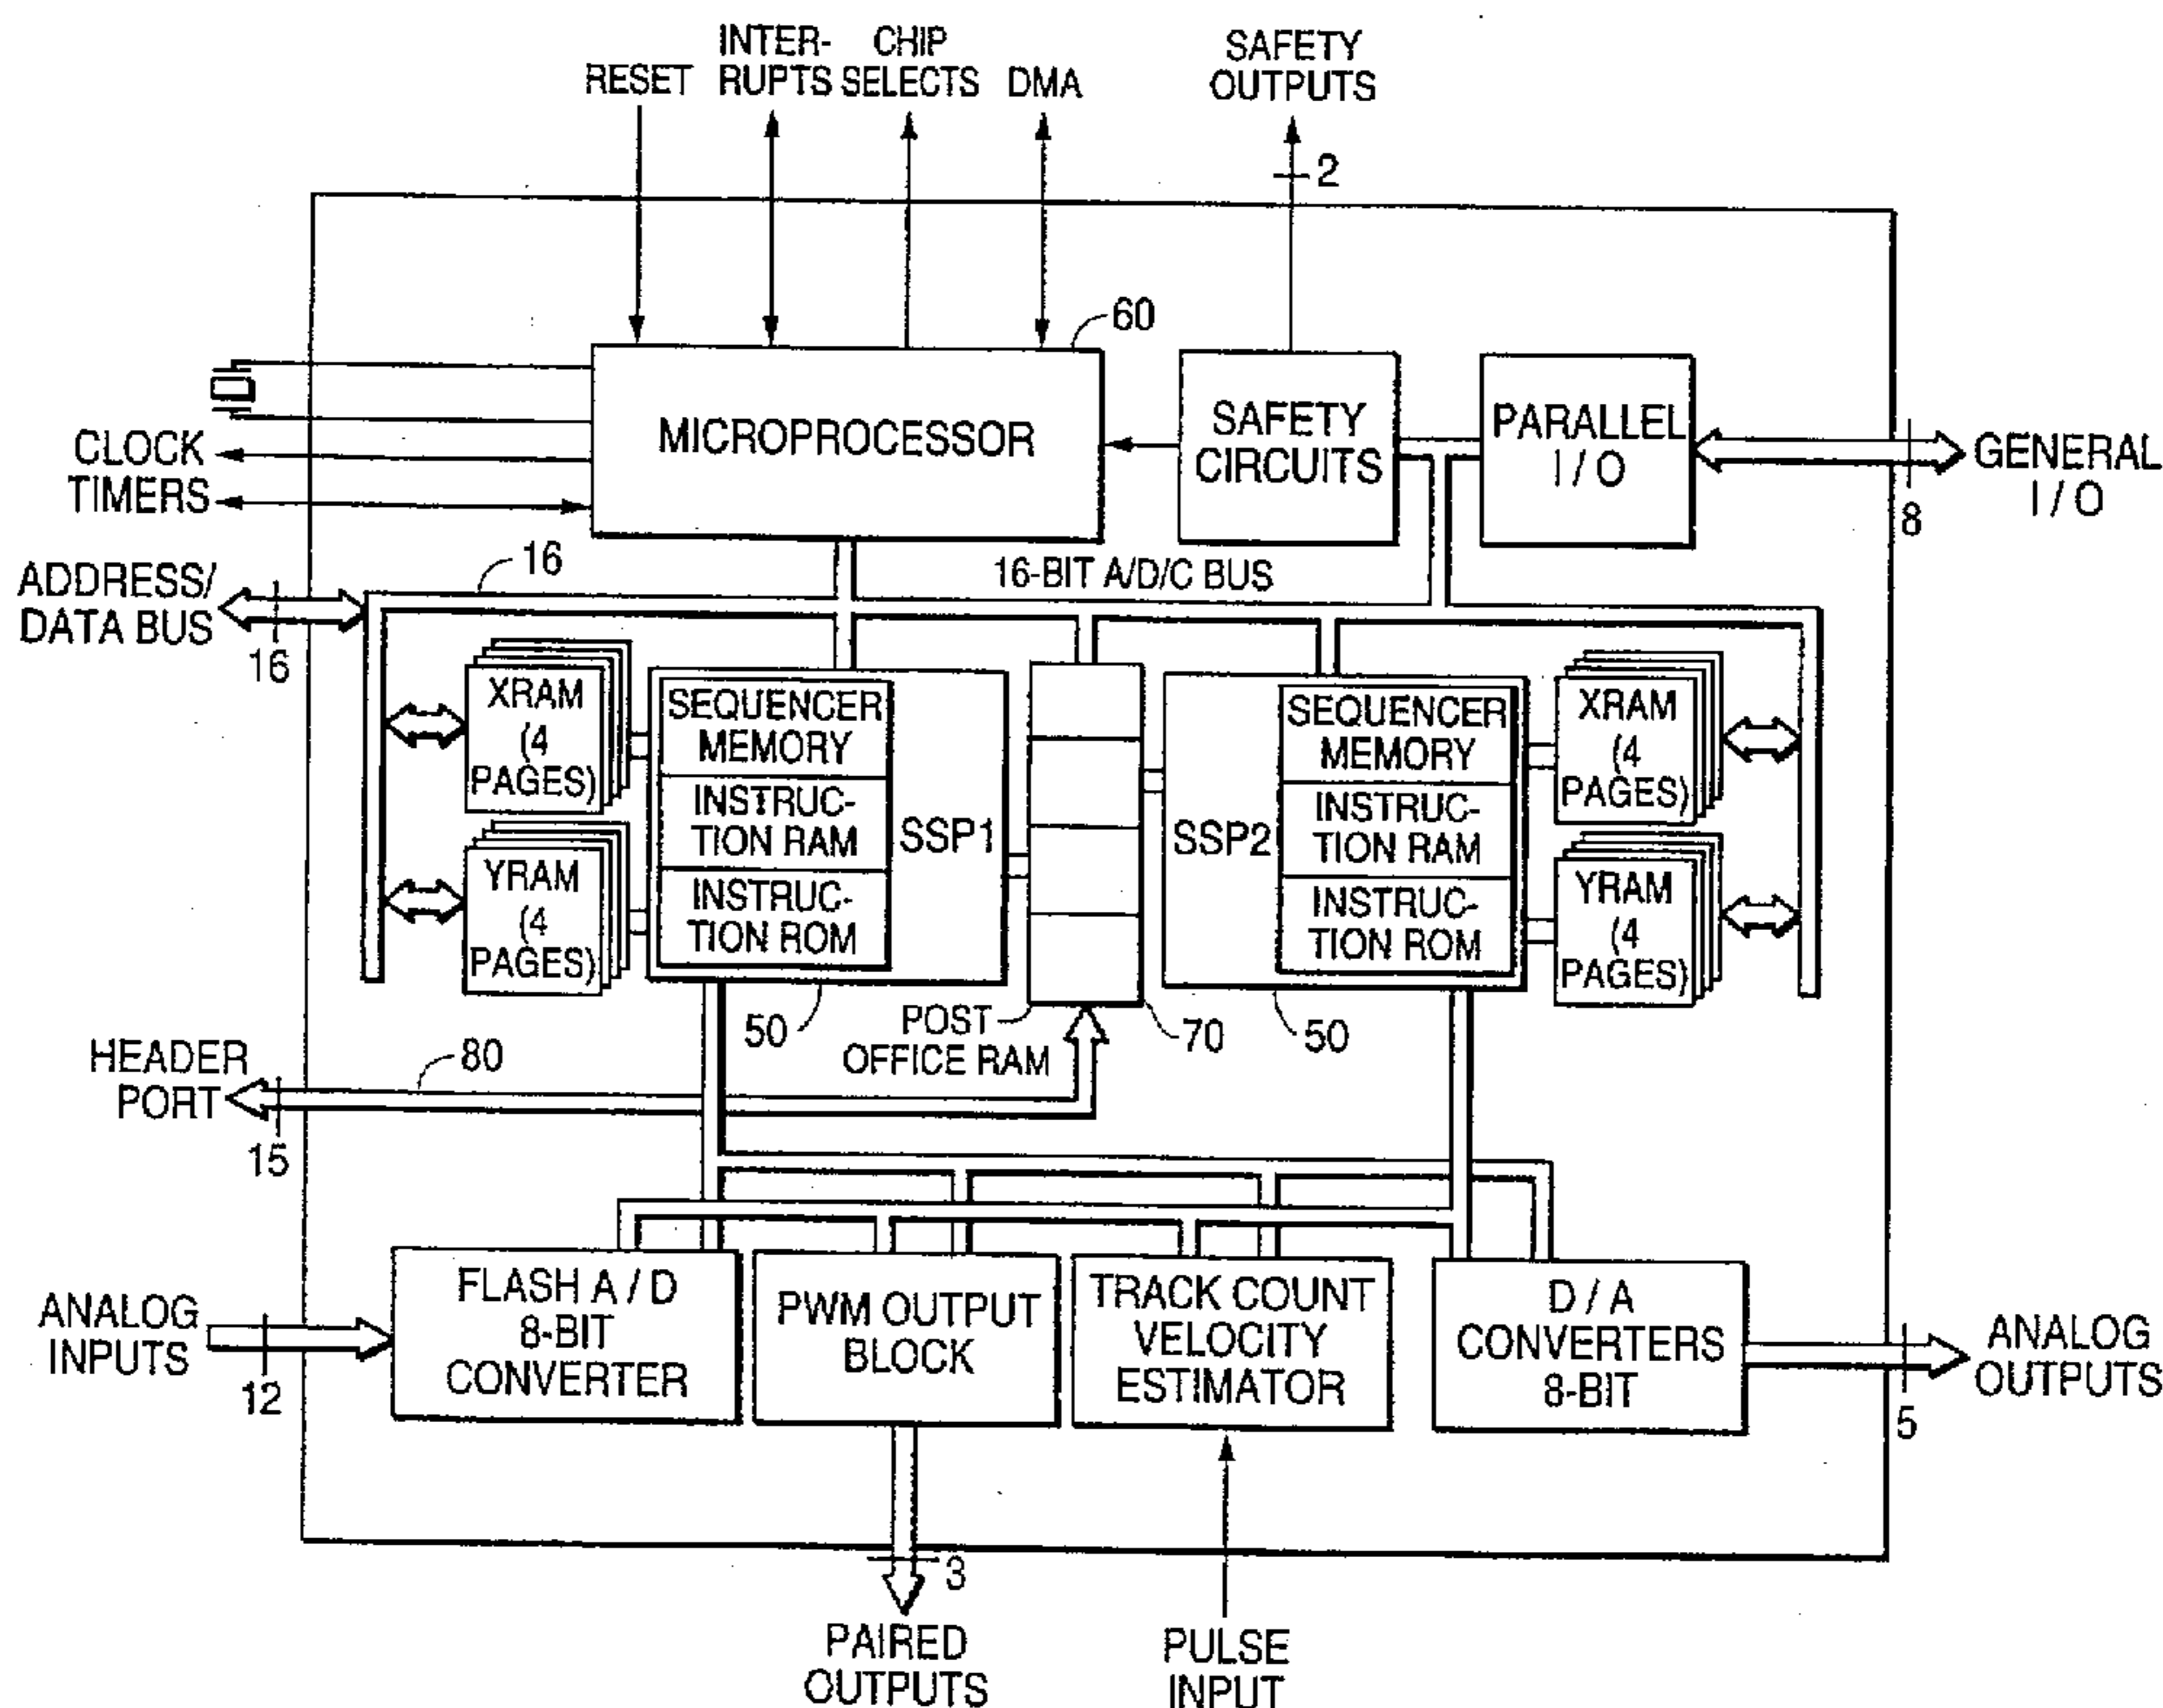 RESET
INTER-
RUPTS
CHIP
SELECTS
DMA
SAFETY
OUTPUTS
2
60
MICROPROCESSOR
SAFETY
CIRCUITS
PARALLEL
I / O
GENERAL
I / O
8
CLOCK
TIMERS
ADDRESS/
DATA BUS
16
16
16-BIT A/D/C BUS
XRAM
(4
PAGES)
YRAM
(4
PAGES)
SEQUENCER
MEMORY
INSTRUC-
TION RAM
INSTRUC-
TION ROM
SSP1
50
POST
OFFICE RAM
70
SSP2
SEQUENCER
MEMORY
INSTRUC-
TION RAM
INSTRUC-
TION ROM
50
XRAM
(4
PAGES)
YRAM
(4
PAGES)
HEADER
PORT
80
15
ANALOG
INPUTS
12
FLASH A / D
8-BIT
CONVERTER
PWM OUTPUT
BLOCK
TRACK COUNT
VELOCITY
ESTIMATOR
D / A
CONVERTERS
8-BIT
ANALOG
OUTPUTS
5
3
PAIRED
OUTPUTS
PULSE
INPUT